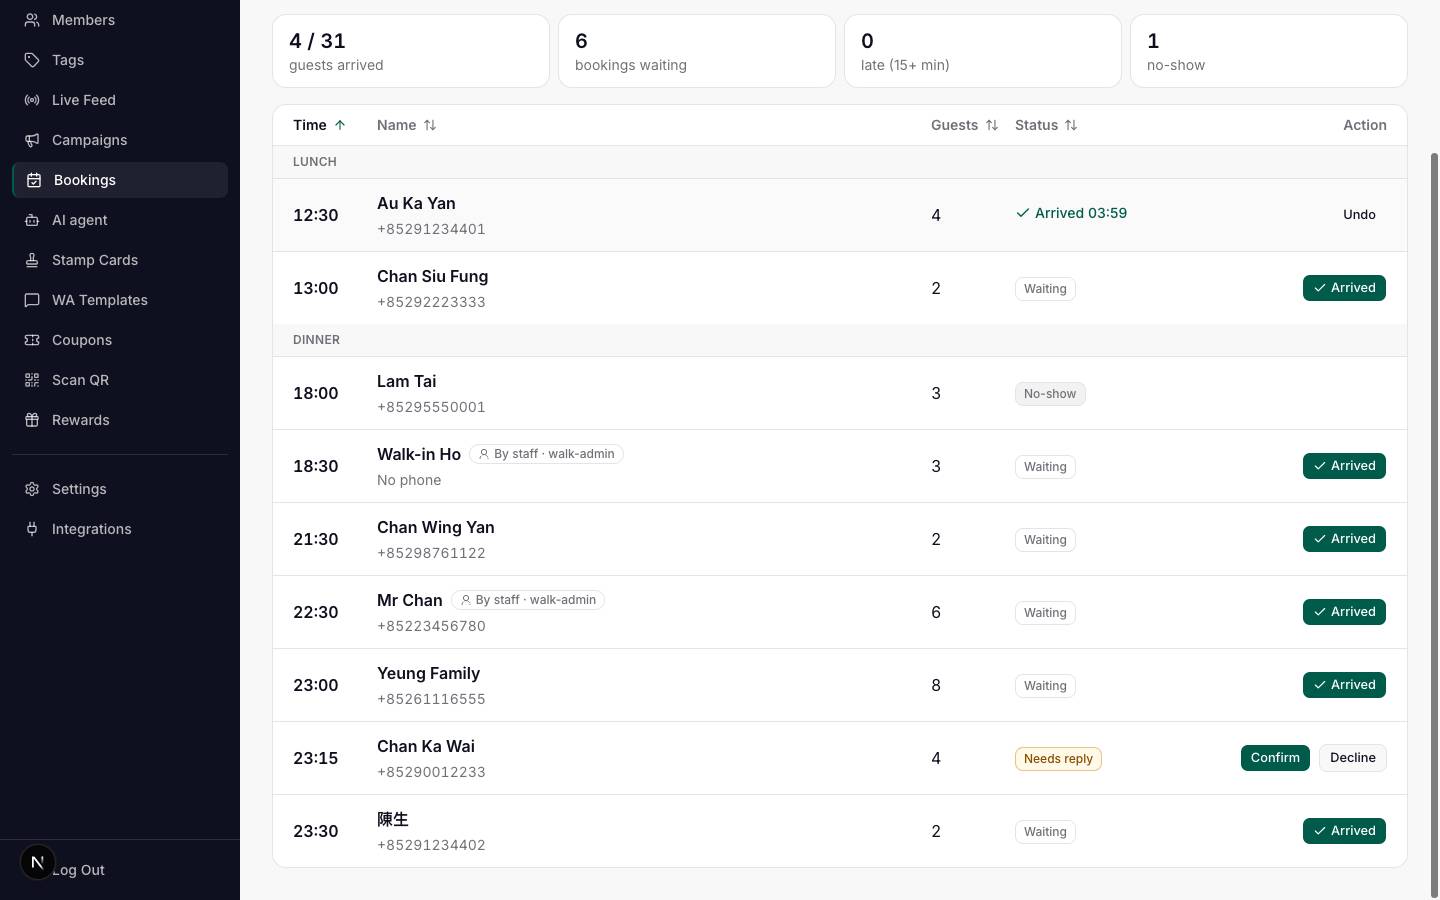 Members
Tags
Live Feed
Campaigns
Bookings
AI agent
Stamp Cards
WA Templates
Coupons
Scan QR
Rewards
Settings
Integrations
N
Log Out
4 / 31
guests arrived
6
bookings waiting
0
late (15+ min)
1
no-show
Time Name Guests Status Action
LUNCH
12:30 Au Ka Yan 4 Arrived 03:59 Undo
+85291234401
13:00 Chan Siu Fung 2 Waiting Arrived
+85292223333
DINNER
18:00 Lam Tai 3 No-show
+85295550001
18:30 Walk-in Ho By staff · walk-admin 3 Waiting Arrived
No phone
21:30 Chan Wing Yan 2 Waiting Arrived
+85298761122
22:30 Mr Chan By staff · walk-admin 6 Waiting Arrived
+85223456780
23:00 Yeung Family 8 Waiting Arrived
+85261116555
23:15 Chan Ka Wai 4 Needs reply Confirm Decline
+85290012233
23:30 陳生 2 Waiting Arrived
+85291234402